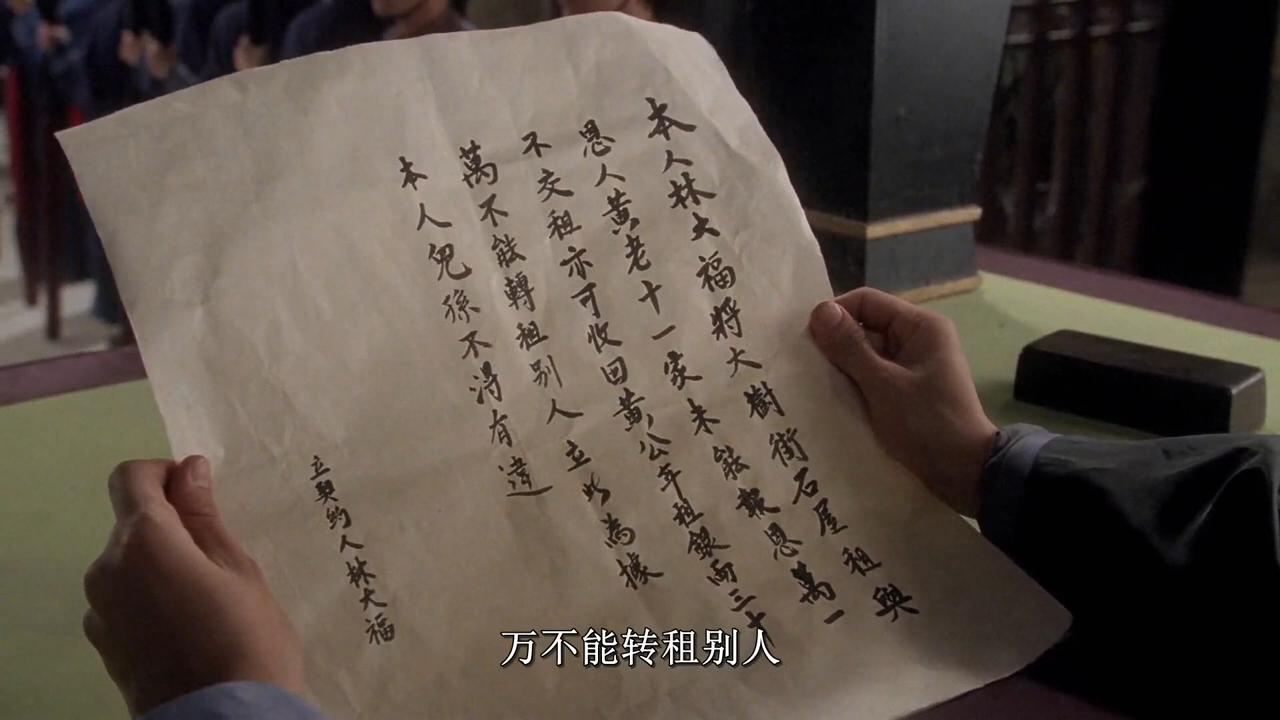 本人林大福將大樹街石屋租與
恩人黃老十一家未能報恩萬一
不交租亦可收回黃公年租銀兩三十
萬不能轉租别人立此為據
本人兒孫不得有違
立契約人林大福
万不能转租别人